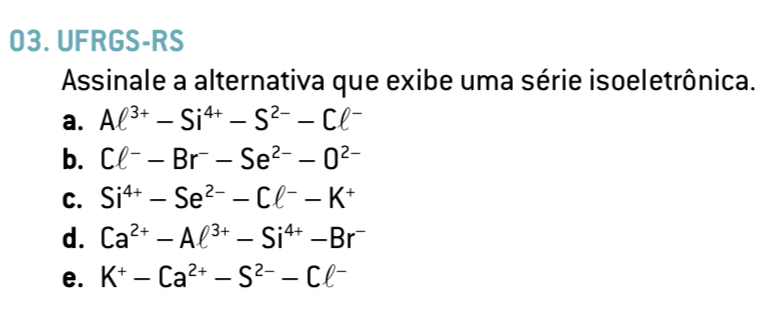 03. UFRGS-RS
Assinale a alternativa que exibe uma série isoeletrônica.
a. Aℓ³⁺ – Si⁴⁺ – S²⁻ – Cℓ⁻
b. Cℓ⁻ – Br⁻ – Se²⁻ – O²⁻
c. Si⁴⁺ – Se²⁻ – Cℓ⁻ – K⁺
d. Ca²⁺ – Aℓ³⁺ – Si⁴⁺ –Br⁻
e. K⁺ – Ca²⁺ – S²⁻ – Cℓ⁻